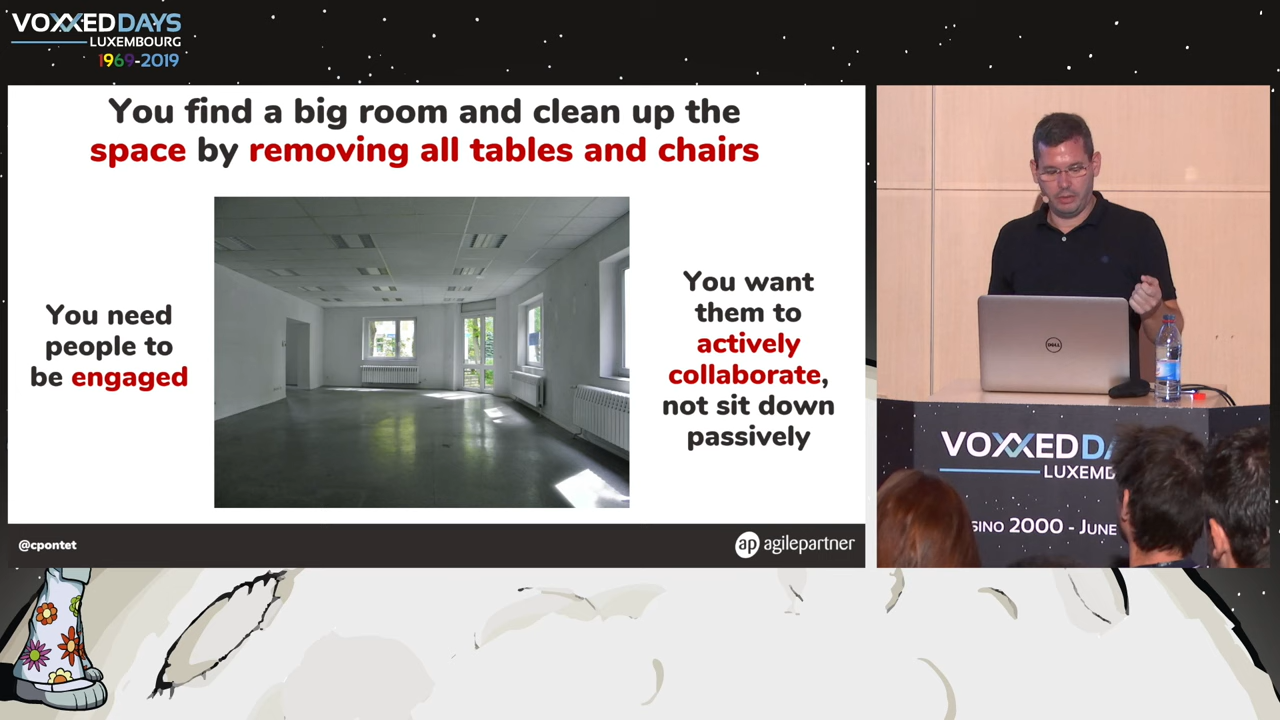 VOXXED DAYS
LUXEMBOURG
1969-2019
You find a big room and clean up the
space by removing all tables and chairs
You need
people to
be engaged
You want
them to
actively
collaborate,
not sit down
passively
@cpontet
ap agilepartner
DELL
VOXXED DA
LUXEMB
SINO 2000 - JUNE